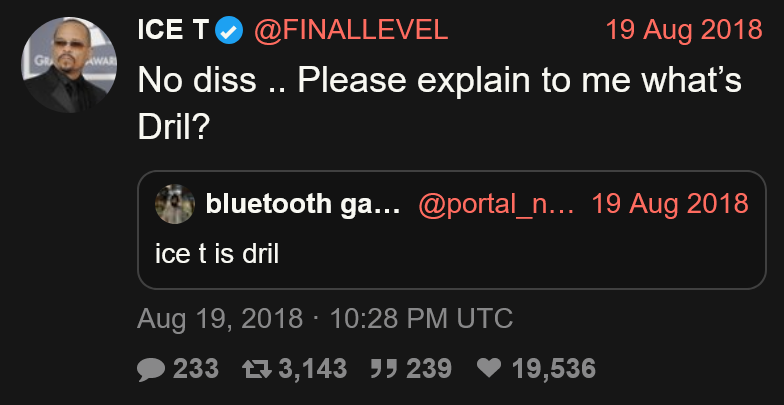 ICE T @FINALLEVEL 19 Aug 2018
No diss .. Please explain to me what's
Dril?
bluetooth ga... @portal_n... 19 Aug 2018
ice t is dril
Aug 19, 2018 · 10:28 PM UTC
233 3,143 239 19,536